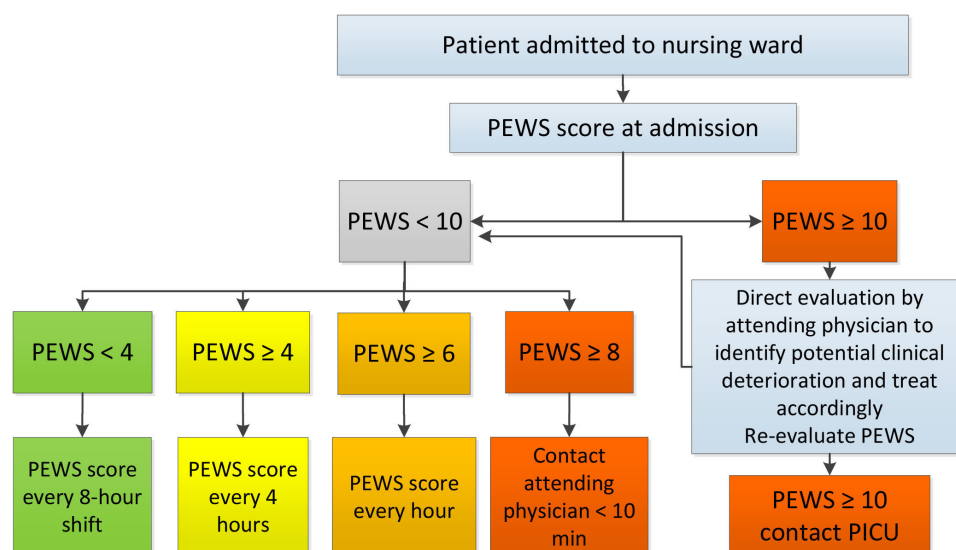 Patient admitted to nursing ward
PEWS score at admission
PEWS < 10
PEWS ≥ 10
Direct evaluation by
attending physician to
identify potential clinical
deterioration and treat
accordingly
Re-evaluate PEWS
PEWS < 4
PEWS ≥ 4
PEWS ≥ 6
PEWS ≥ 8
PEWS score
every 8-hour
shift
PEWS score
every 4
hours
PEWS score
every hour
Contact
attending
physician < 10
min
PEWS ≥ 10
contact PICU